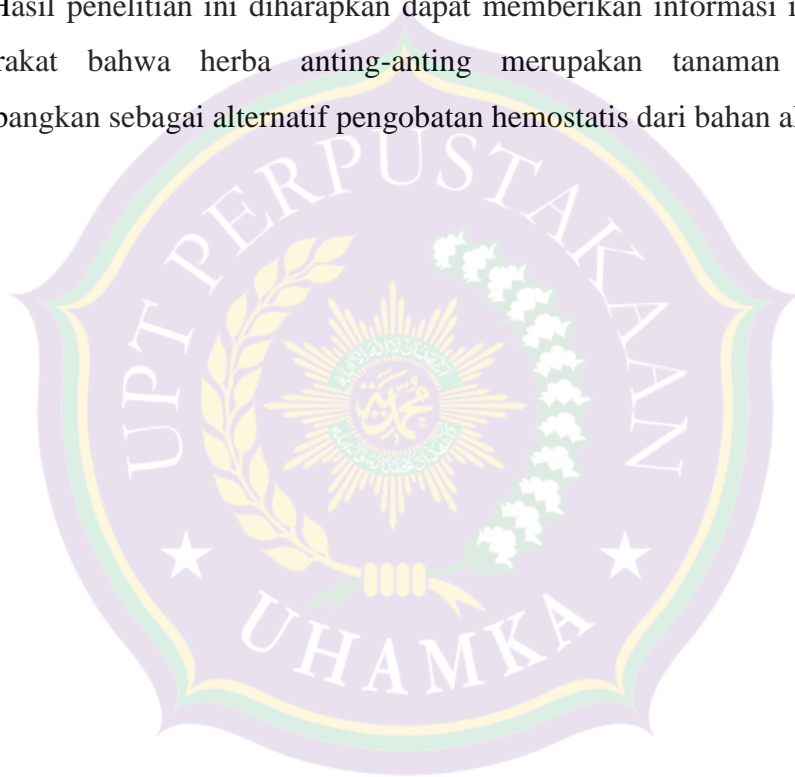 Hasil penelitian ini diharapkan dapat memberikan informasi
rakat bahwa herba anting-anting merupakan tanaman
bangkan sebagai alternatif pengobatan hemostatis dari bahan
UPT PERPUSTAKAAN
UHAMKA